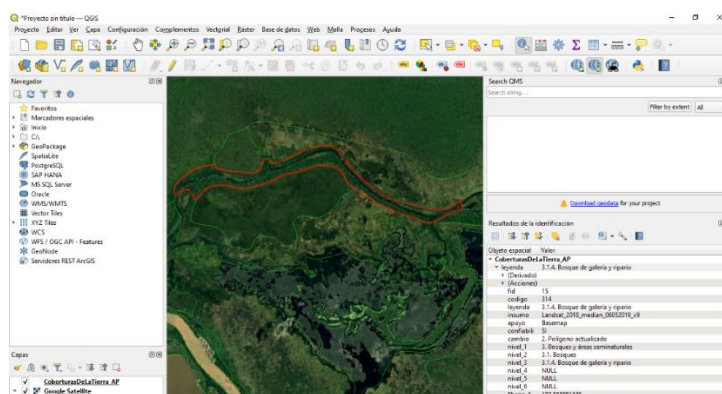 *Proyecto sin título — QGIS
Proyecto Editar Ver Capa Configuración Complementos Vectorial Ráster Base de datos Web Malla Procesos Ayuda
Navegador
Favoritos
Marcadores espaciales
Inicio
C:\
GeoPackage
SpatiaLite
PostgreSQL
SAP HANA
MS SQL Server
Oracle
WMS/WMTS
Vector Tiles
XYZ Tiles
WCS
WFS / OGC API - Features
GeoNode
Servidores REST ArcGIS
Capas
CoberturasDeLaTierra_AP
Google Satellite
Search QMS
Search string...
Filter by extent All
Download geodata for your project
Resultados de la identificación
Objeto espacial Valor
CoberturasDeLaTierra_AP
leyenda 3.1.4. Bosque de galería y ripario
(Derivado)
(Acciones)
fid 15
codigo 314
leyenda 3.1.4. Bosque de galería y ripario
insumo Landsat_2018_median_06052019_v9
apoyo Basemap
confiabili SI
cambio 2. Polígono actualizado
nivel_1 3. Bosques y áreas seminaturales
nivel_2 3.1. Bosques
nivel_3 3.1.4. Bosque de galería y ripario
nivel_4 NULL
nivel_5 NULL
nivel_6 NULL